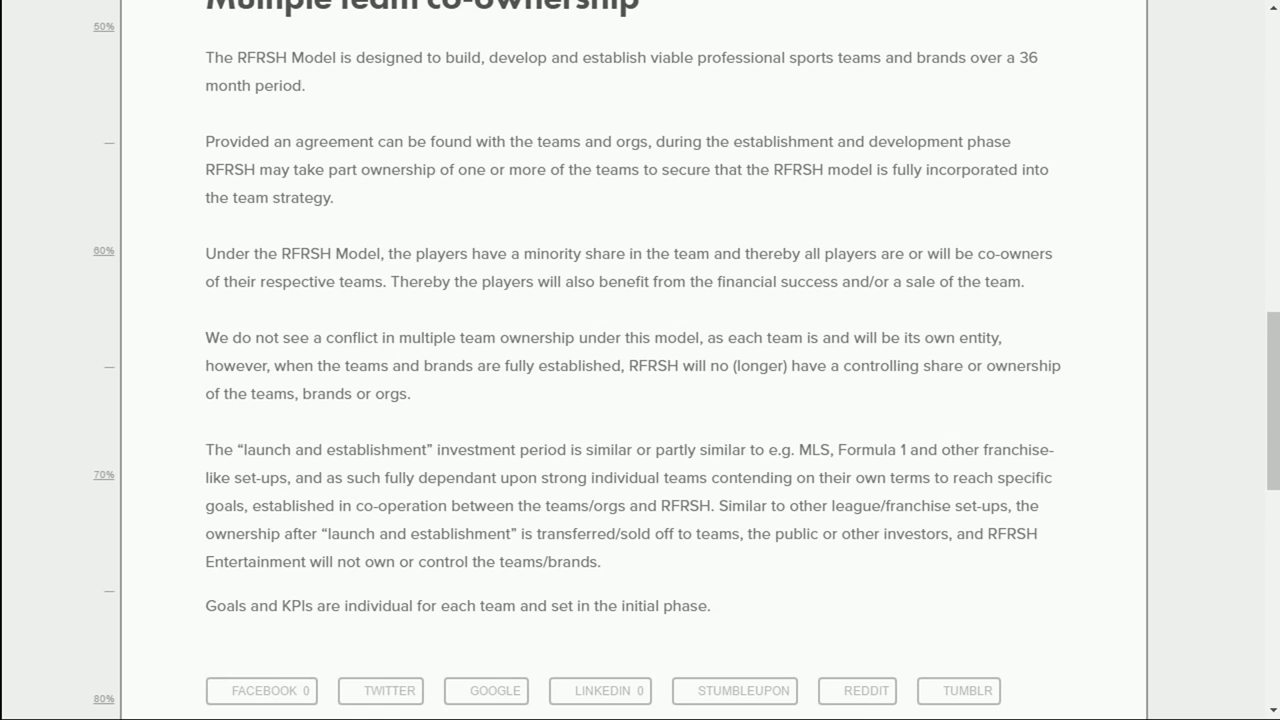 Multiple team co-ownership
50%
The RFRSH Model is designed to build, develop and establish viable professional sports teams and brands over a 36
month period.
Provided an agreement can be found with the teams and orgs, during the establishment and development phase
RFRSH may take part ownership of one or more of the teams to secure that the RFRSH model is fully incorporated into
the team strategy.
60%
Under the RFRSH Model, the players have a minority share in the team and thereby all players are or will be co-owners
of their respective teams. Thereby the players will also benefit from the financial success and/or a sale of the team.
We do not see a conflict in multiple team ownership under this model, as each team is and will be its own entity,
however, when the teams and brands are fully established, RFRSH will no (longer) have a controlling share or ownership
of the teams, brands or orgs.
The “launch and establishment” investment period is similar or partly similar to e.g. MLS, Formula 1 and other franchise-
70%
like set-ups, and as such fully dependant upon strong individual teams contending on their own terms to reach specific
goals, established in co-operation between the teams/orgs and RFRSH. Similar to other league/franchise set-ups, the
ownership after “launch and establishment” is transferred/sold off to teams, the public or other investors, and RFRSH
Entertainment will not own or control the teams/brands.
Goals and KPIs are individual for each team and set in the initial phase.
80%
FACEBOOK 0 TWITTER GOOGLE LINKEDIN 0 STUMBLEUPON REDDIT TUMBLR